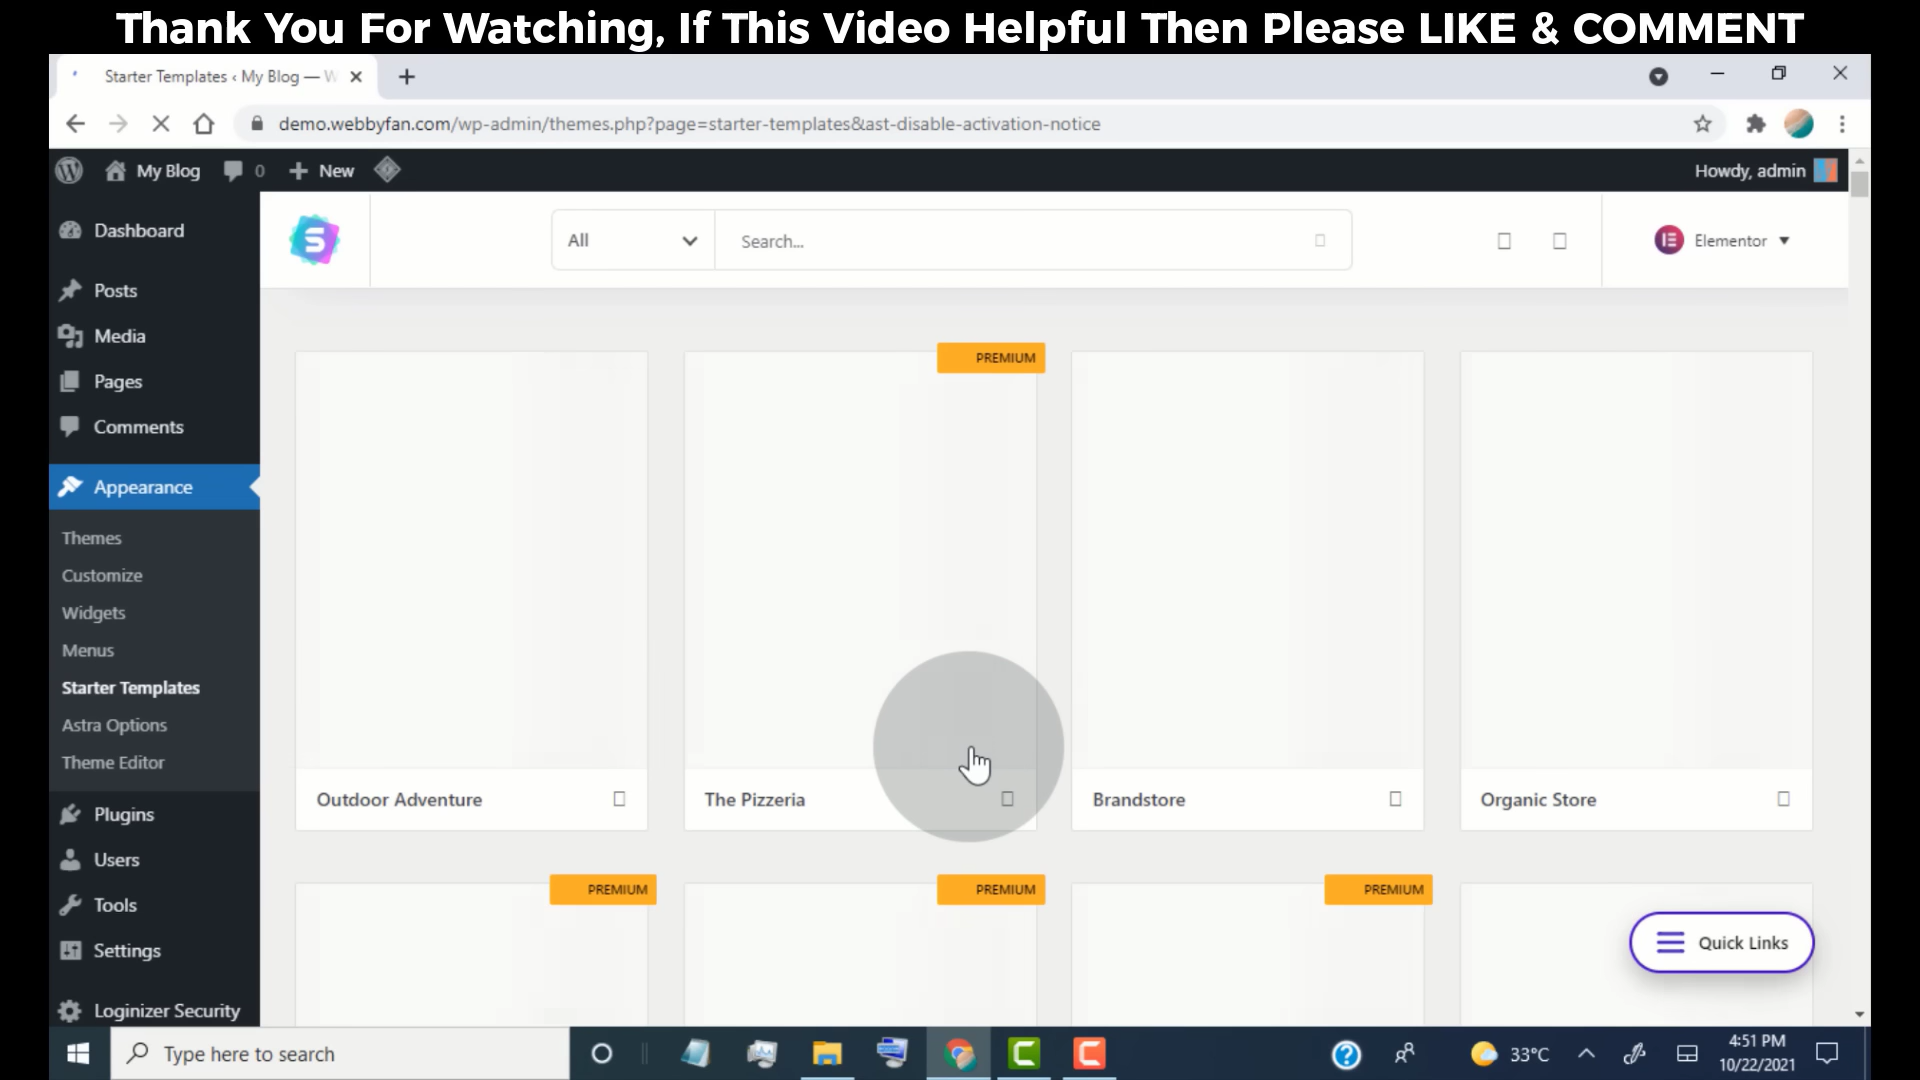 Thank You For Watching, If This Video Helpful Then Please LIKE & COMMENT
Starter Templates ‹ My Blog — W
demo.webbyfan.com/wp-admin/themes.php?page=starter-templates&ast-disable-activation-notice
My Blog 0 New Howdy, admin
Dashboard
Posts
Media
Pages
Comments
Appearance
Themes
Customize
Widgets
Menus
Starter Templates
Astra Options
Theme Editor
Plugins
Users
Tools
Settings
Loginizer Security
All Search... Elementor
PREMIUM
Outdoor Adventure The Pizzeria Brandstore Organic Store
PREMIUM PREMIUM PREMIUM
Quick Links
Type here to search
33°C
4:51 PM
10/22/2021